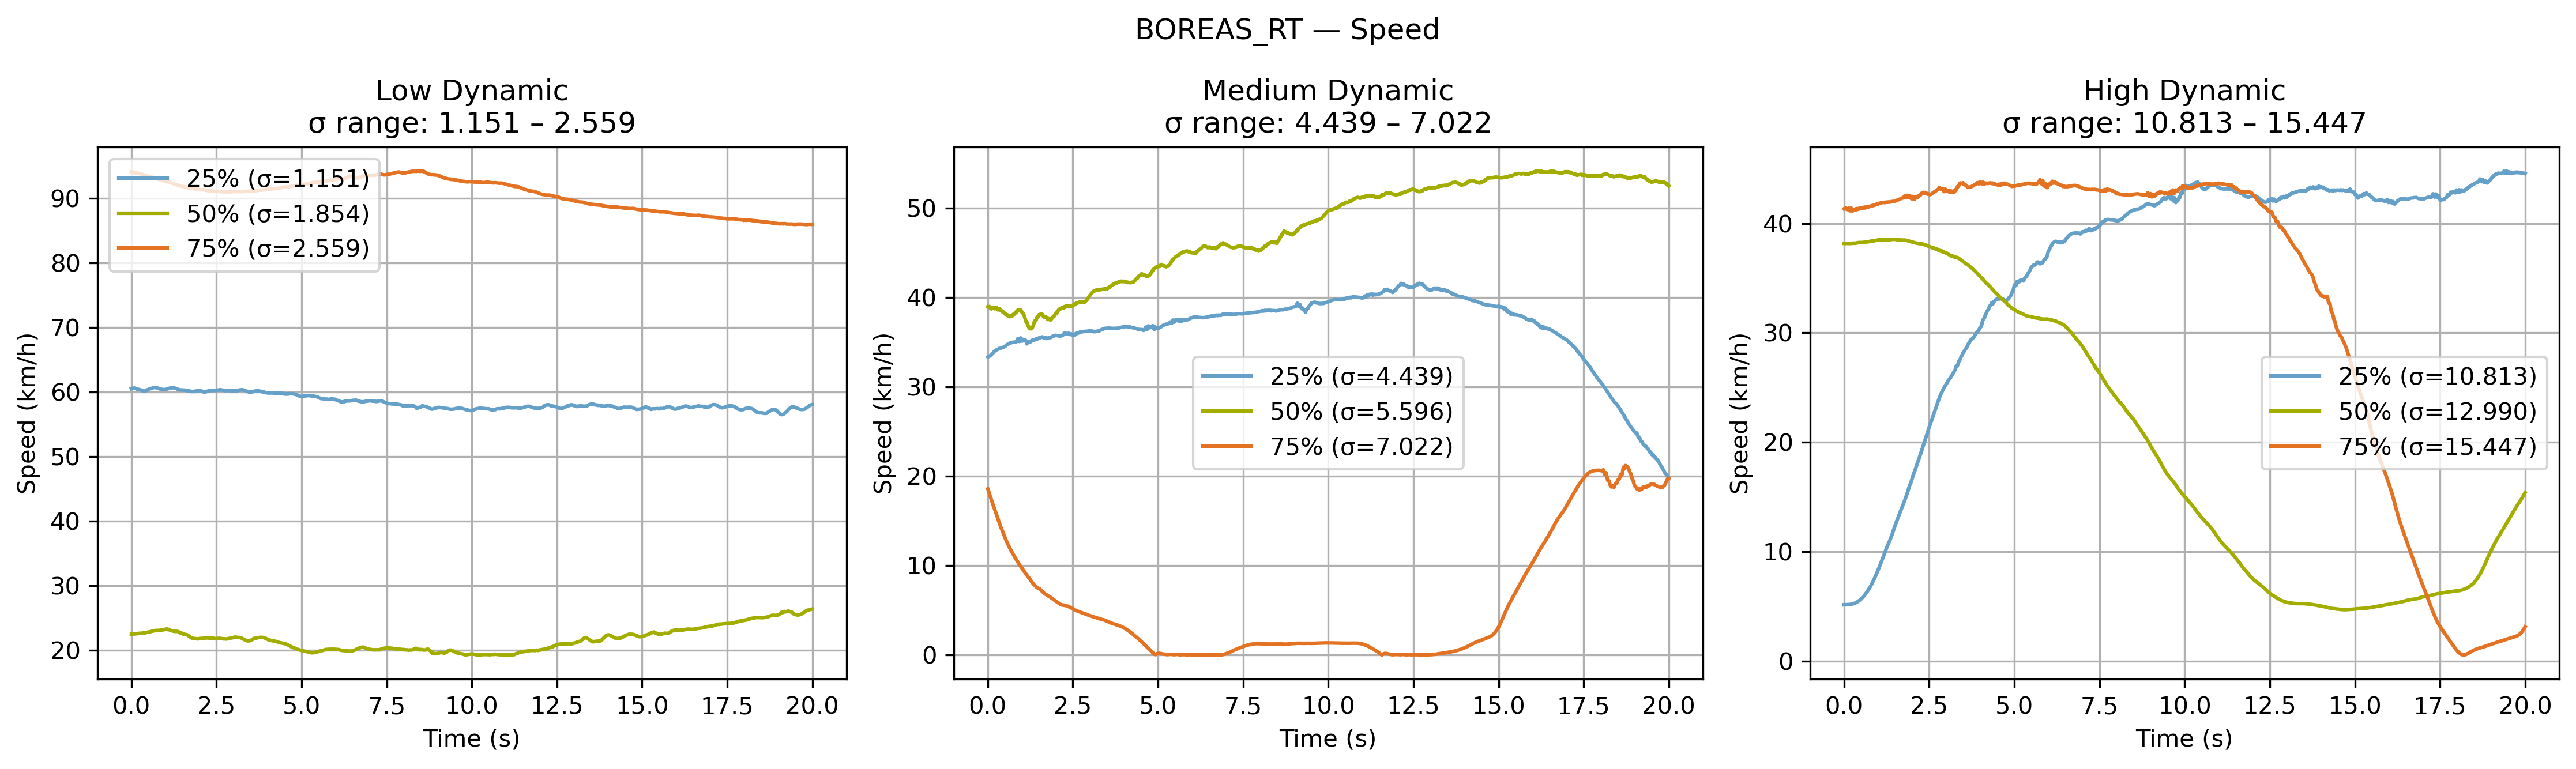 BOREAS_RT — Speed
Low Dynamic
σ range: 1.151 – 2.559
25% (σ=1.151)
50% (σ=1.854)
75% (σ=2.559)
Speed (km/h)
90
80
70
60
50
40
30
20
0.0 2.5 5.0 7.5 10.0 12.5 15.0 17.5 20.0
Time (s)
Medium Dynamic
σ range: 4.439 – 7.022
25% (σ=4.439)
50% (σ=5.596)
75% (σ=7.022)
Speed (km/h)
50
40
30
20
10
0
0.0 2.5 5.0 7.5 10.0 12.5 15.0 17.5 20.0
Time (s)
High Dynamic
σ range: 10.813 – 15.447
25% (σ=10.813)
50% (σ=12.990)
75% (σ=15.447)
Speed (km/h)
40
30
20
10
0
0.0 2.5 5.0 7.5 10.0 12.5 15.0 17.5 20.0
Time (s)